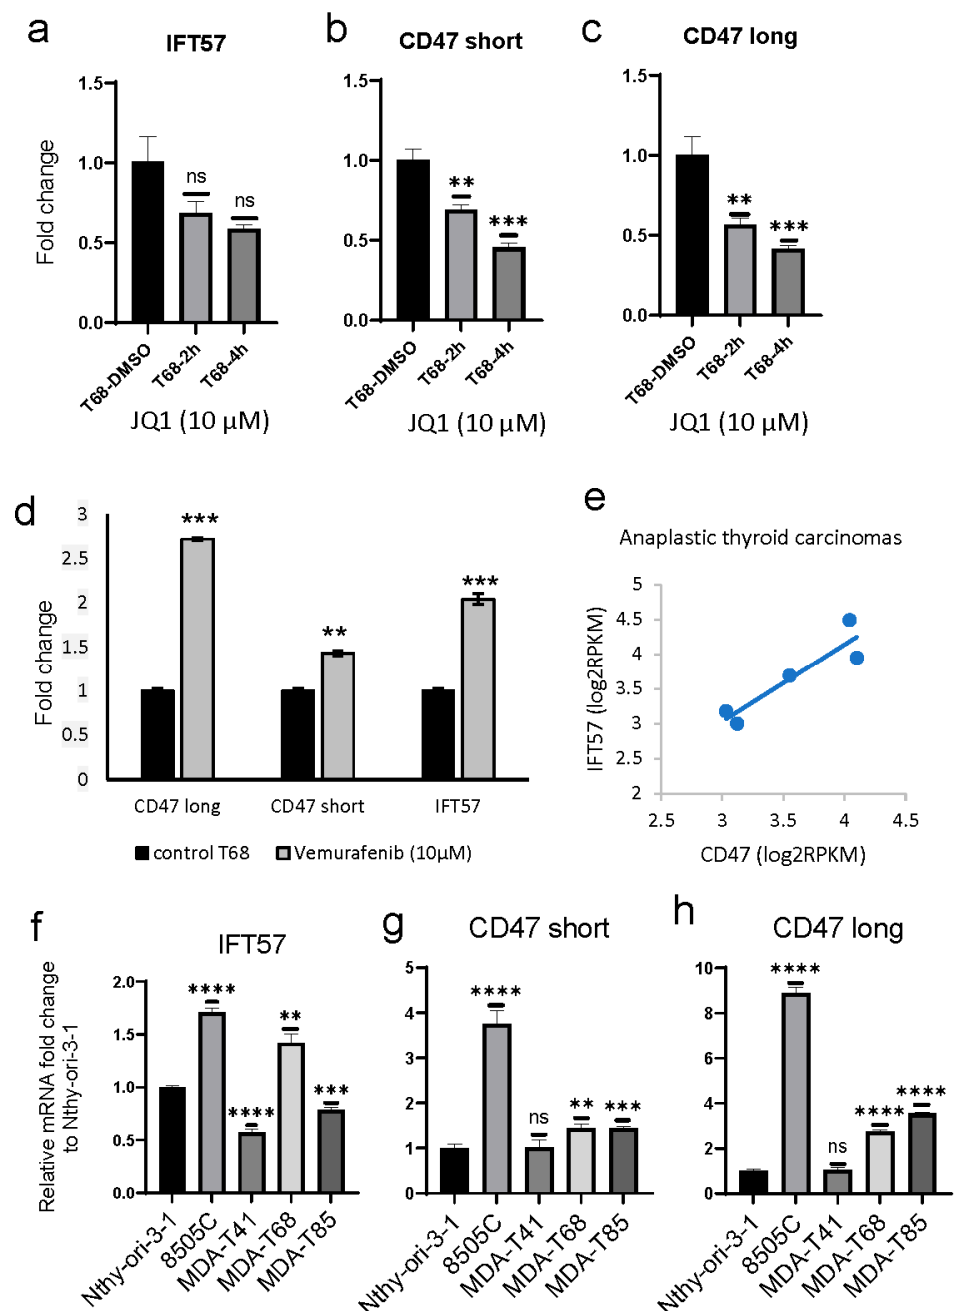 a
IFT57
Fold change
1.5
1.0
0.5
0.0
ns
ns
T68-DMSO
T68-2h
T68-4h
JQ1 (10 µM)
b
CD47 short
1.5
1.0
0.5
0.0
**
***
T68-DMSO
T68-2h
T68-4h
JQ1 (10 µM)
c
CD47 long
1.5
1.0
0.5
0.0
**
***
T68-DMSO
T68-2h
T68-4h
JQ1 (10 µM)
d
Fold change
3
2.5
2
1.5
1
0.5
0
***
**
***
CD47 long
CD47 short
IFT57
control T68
Vemurafenib (10µM)
e
Anaplastic thyroid carcinomas
IFT57 (log2RPKM)
5
4.5
4
3.5
3
2.5
2
2.5
3
3.5
4
4.5
CD47 (log2RPKM)
f
IFT57
Relative mRNA fold change
to Nthy-ori-3-1
2.0
1.5
1.0
0.5
0.0
****
****
**
***
Nthy-ori-3-1
8505C
MDA-T41
MDA-T68
MDA-T85
g
CD47 short
5
4
3
2
1
0
****
ns
**
***
Nthy-ori-3-1
8505C
MDA-T41
MDA-T68
MDA-T85
h
CD47 long
10
8
6
4
2
0
****
ns
****
****
Nthy-ori-3-1
8505C
MDA-T41
MDA-T68
MDA-T85